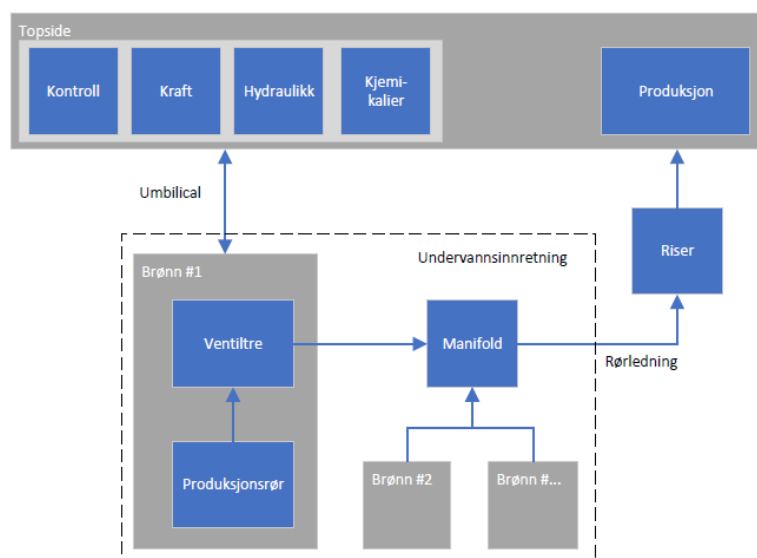 Topside
Kontroll
Kraft
Hydraulikk
Kjemi-
kalier
Produksjon
Umbilical
Undervannsinnretning
Riser
Brønn #1
Ventiltre
Manifold
Rørledning
Produksjonsrør
Brønn #2
Brønn #...